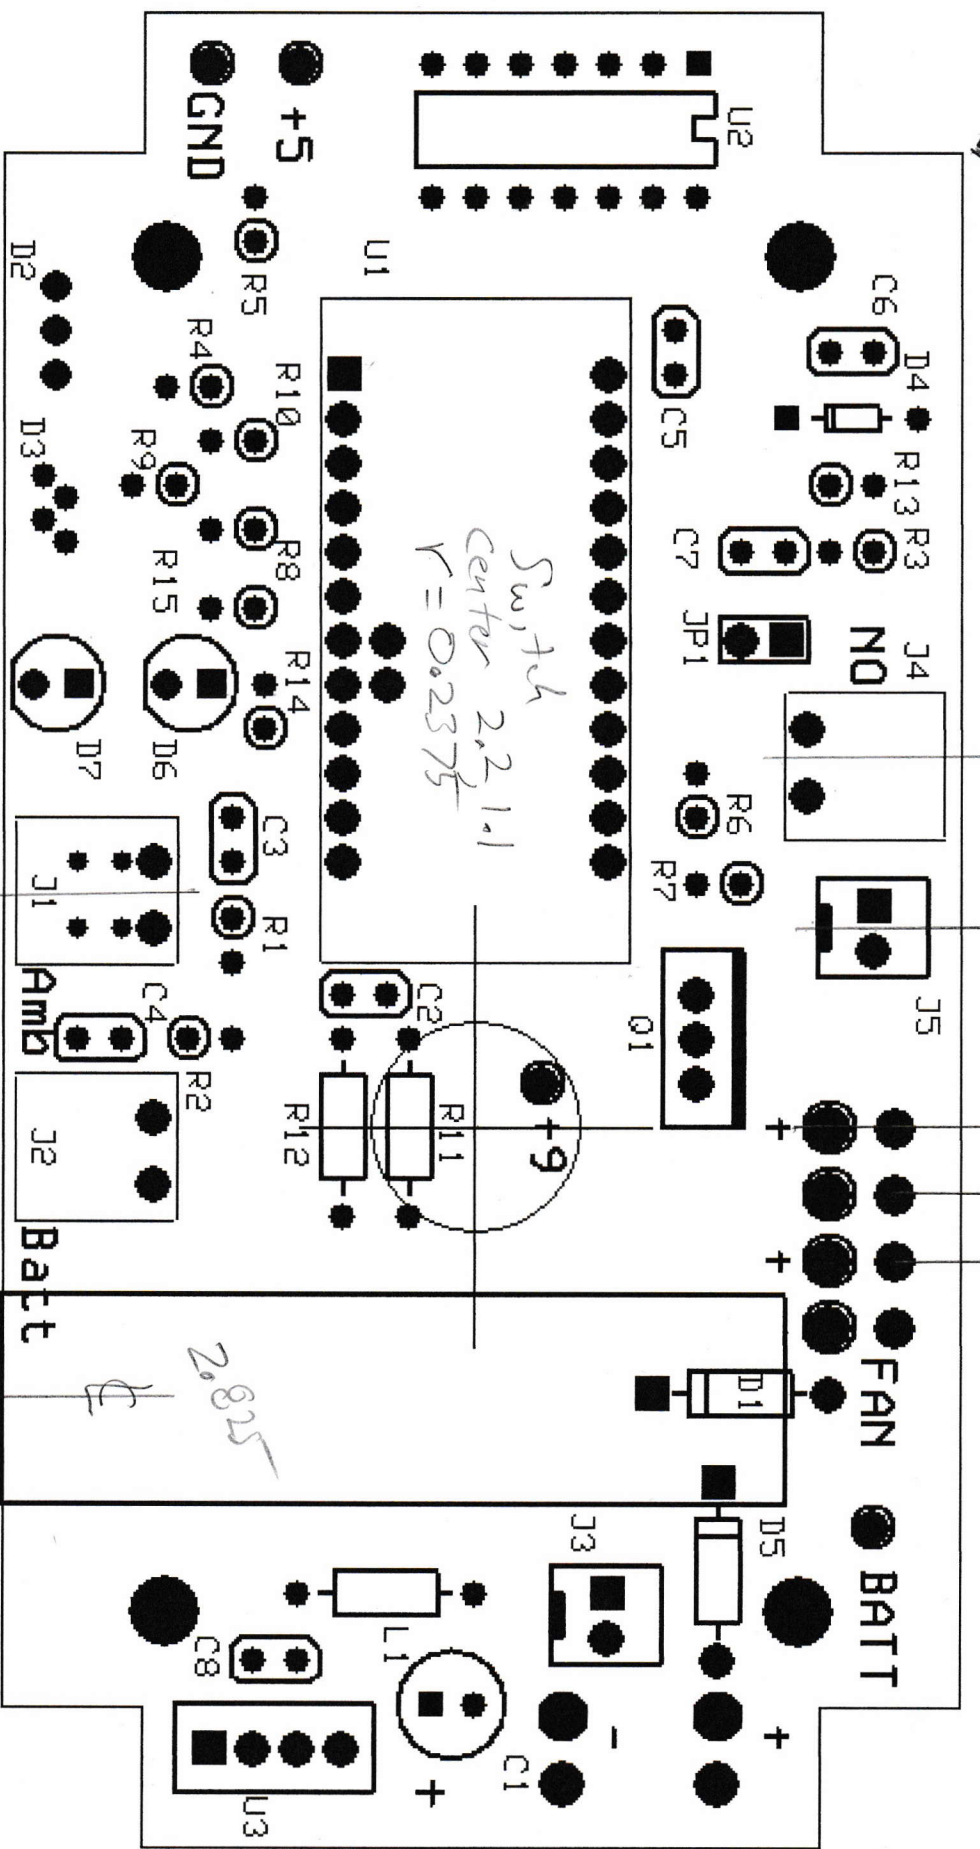 GND
+5
U2
U1
R5
D2
C6
R4
D4
R10
C5
D3
R9
R13
R8
C7
R3
R15
JP1
NO
J4
R14
D7
D6
Switch
center 2.2 1.1
r = 0.2375
C3
R6
R7
J1
R1
Amb
C4
C2
Q1
J5
R2
J2
R12
R11
+9
+
+
Batt
FAN
2.825
D1
D5
J3
BATT
L1
C8
-
+
C1
+
U3